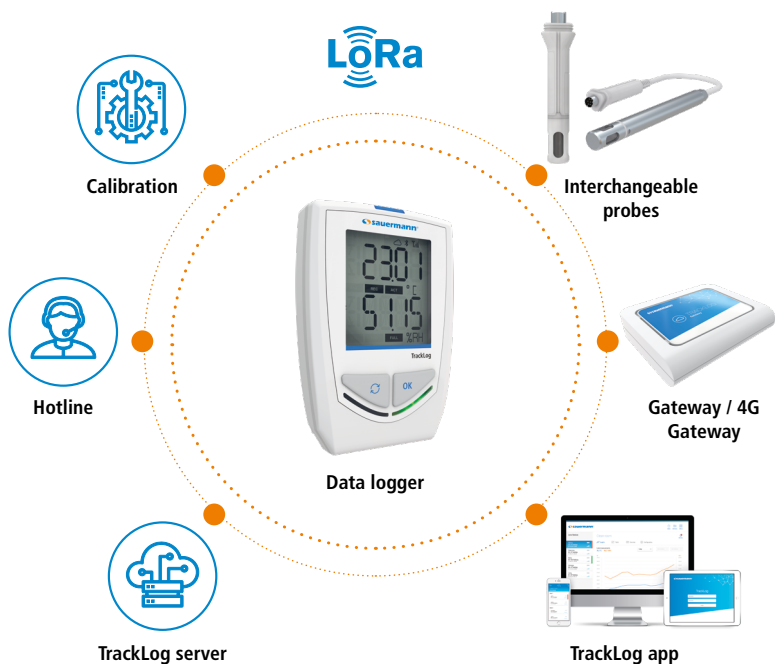 LoRa
Calibration
Interchangeable
probes
sauermann
23.01
°C
51.15
%RH
TrackLog
OK
Hotline
Gateway / 4G
Gateway
Data logger
TrackLog server
TrackLog app